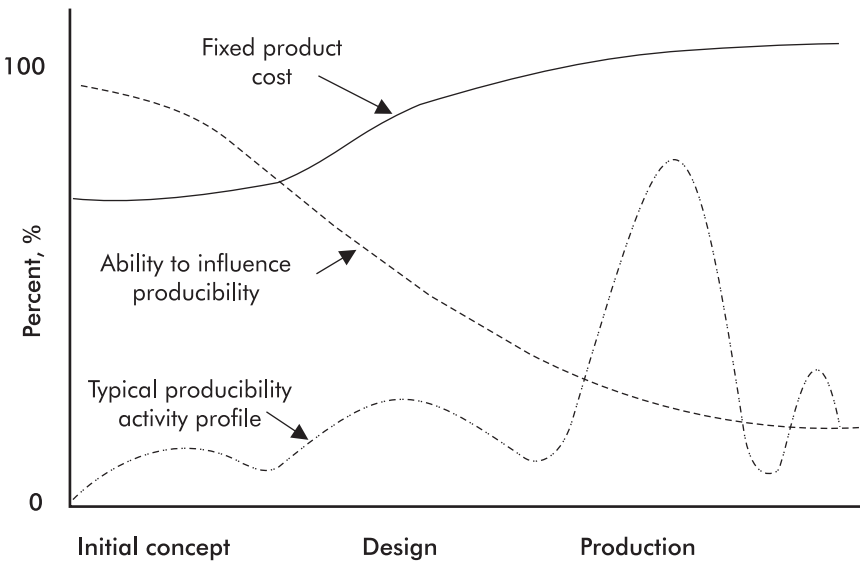 Fixed product
cost
100
Percent, %
Ability to influence
producibility
Typical producibility
activity profile
0
Initial concept
Design
Production